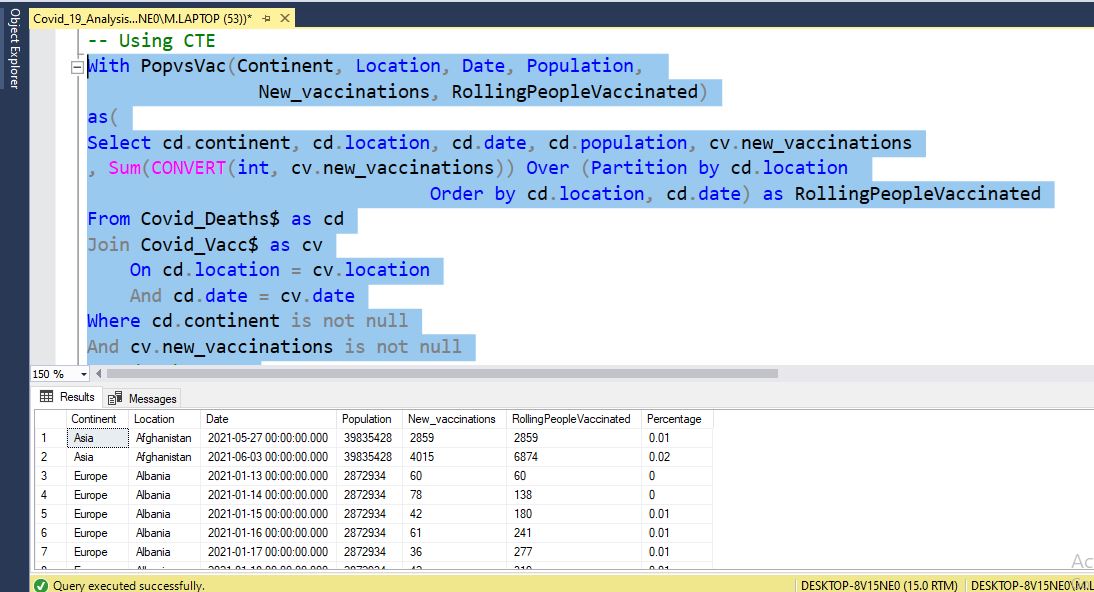 Object Explorer
Covid_19_Analysis...NE0\M.LAPTOP (53))*
-- Using CTE
With PopvsVac(Continent, Location, Date, Population,
New_vaccinations, RollingPeopleVaccinated)
as(
Select cd.continent, cd.location, cd.date, cd.population, cv.new_vaccinations
, Sum(CONVERT(int, cv.new_vaccinations)) Over (Partition by cd.location
Order by cd.location, cd.date) as RollingPeopleVaccinated
From Covid_Deaths$ as cd
Join Covid_Vacc$ as cv
On cd.location = cv.location
And cd.date = cv.date
Where cd.continent is not null
And cv.new_vaccinations is not null
150 %
Results Messages
Continent Location Date Population New_vaccinations RollingPeopleVaccinated Percentage
1 Asia Afghanistan 2021-05-27 00:00:00.000 39835428 2859 2859 0.01
2 Asia Afghanistan 2021-06-03 00:00:00.000 39835428 4015 6874 0.02
3 Europe Albania 2021-01-13 00:00:00.000 2872934 60 60 0
4 Europe Albania 2021-01-14 00:00:00.000 2872934 78 138 0
5 Europe Albania 2021-01-15 00:00:00.000 2872934 42 180 0.01
6 Europe Albania 2021-01-16 00:00:00.000 2872934 61 241 0.01
7 Europe Albania 2021-01-17 00:00:00.000 2872934 36 277 0.01
Ac
Query executed successfully. DESKTOP-8V15NE0 (15.0 RTM) DESKTOP-8V15NE0\M.L